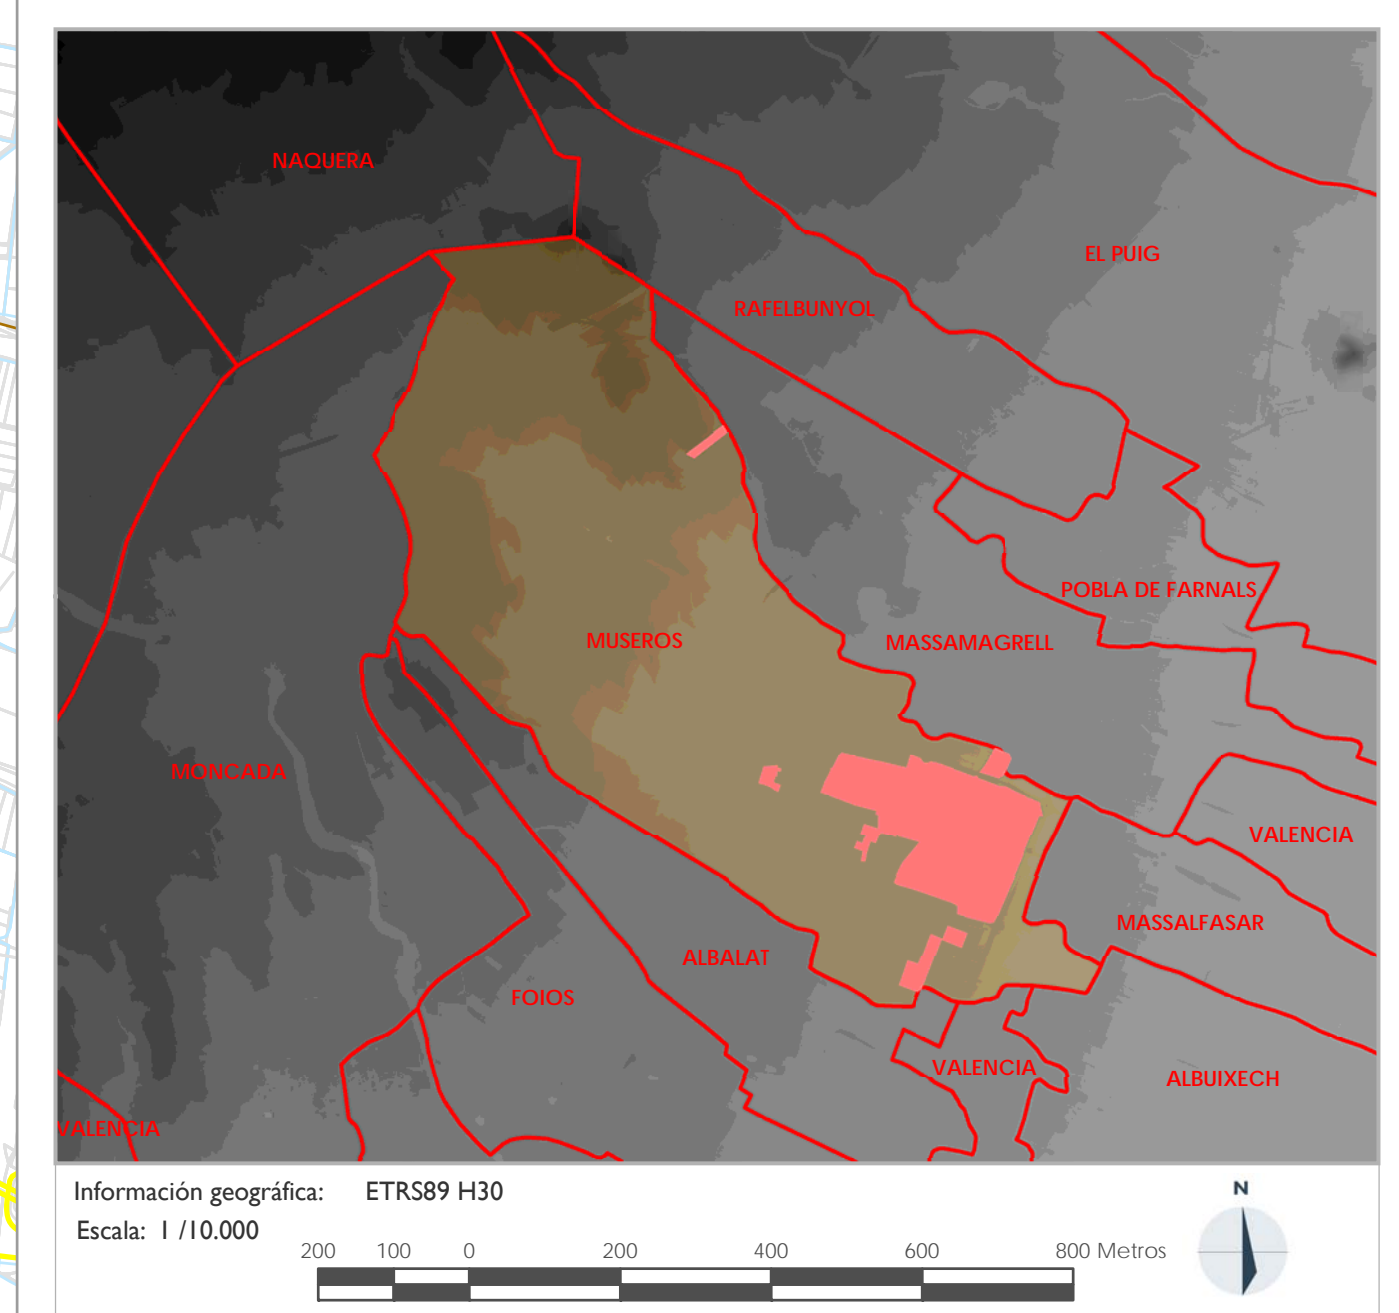 NAQUERA
EL PUIG
RAFELBUNYOL
POBLA DE FARNALS
MUSEROS
MASSAMAGRELL
MONCADA
VALENCIA
MASSALFASAR
ALBALAT
FOIOS
VALENCIA
ALBUIXECH
VALENCIA
Información geográfica: ETRS89 H30
Escala: 1 /10.000
N
200 100 0 200 400 600 800 Metros